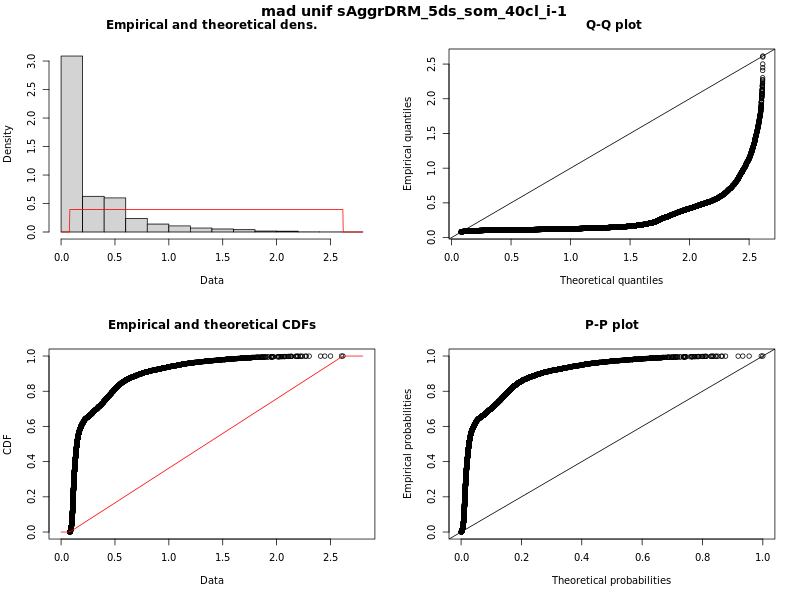 mad unif sAggrDRM_5ds_som_40cl_i-1
Empirical and theoretical dens.
Density
0.0 0.5 1.0 1.5 2.0 2.5 3.0
0.0 0.5 1.0 1.5 2.0 2.5
Data
Q-Q plot
Empirical quantiles
0.0 0.5 1.0 1.5 2.0 2.5
0.0 0.5 1.0 1.5 2.0 2.5
Theoretical quantiles
Empirical and theoretical CDFs
CDF
0.0 0.2 0.4 0.6 0.8 1.0
0.0 0.5 1.0 1.5 2.0 2.5
Data
P-P plot
Empirical probabilities
0.0 0.2 0.4 0.6 0.8 1.0
0.0 0.2 0.4 0.6 0.8 1.0
Theoretical probabilities